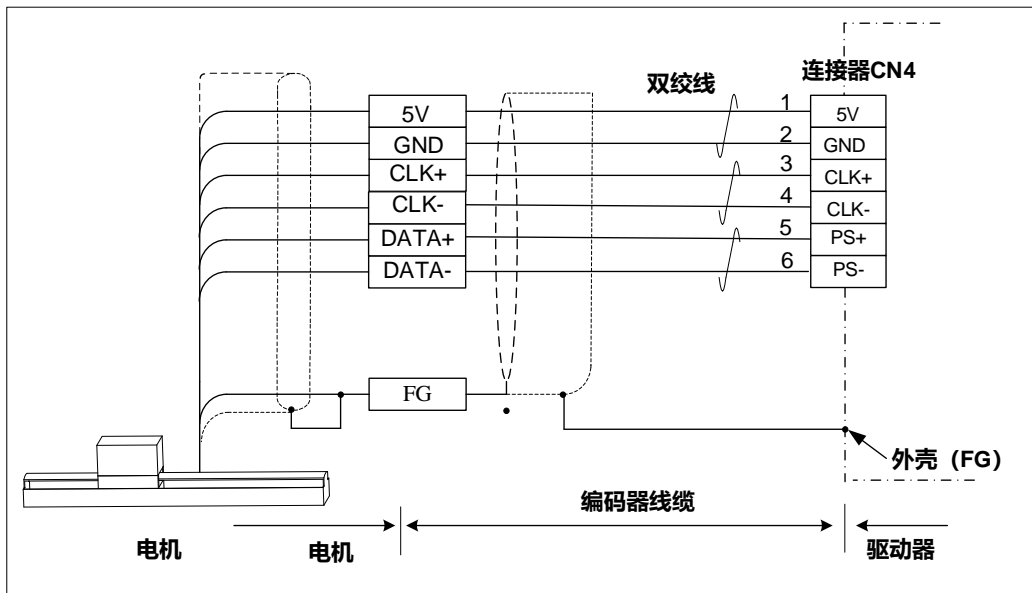 双绞线
连接器CN4
5V 1 5V
GND 2 GND
CLK+ 3 CLK+
CLK- 4 CLK-
DATA+ 5 PS+
DATA- 6 PS-
FG
外壳（FG）
编码器线缆
电机 电机 驱动器